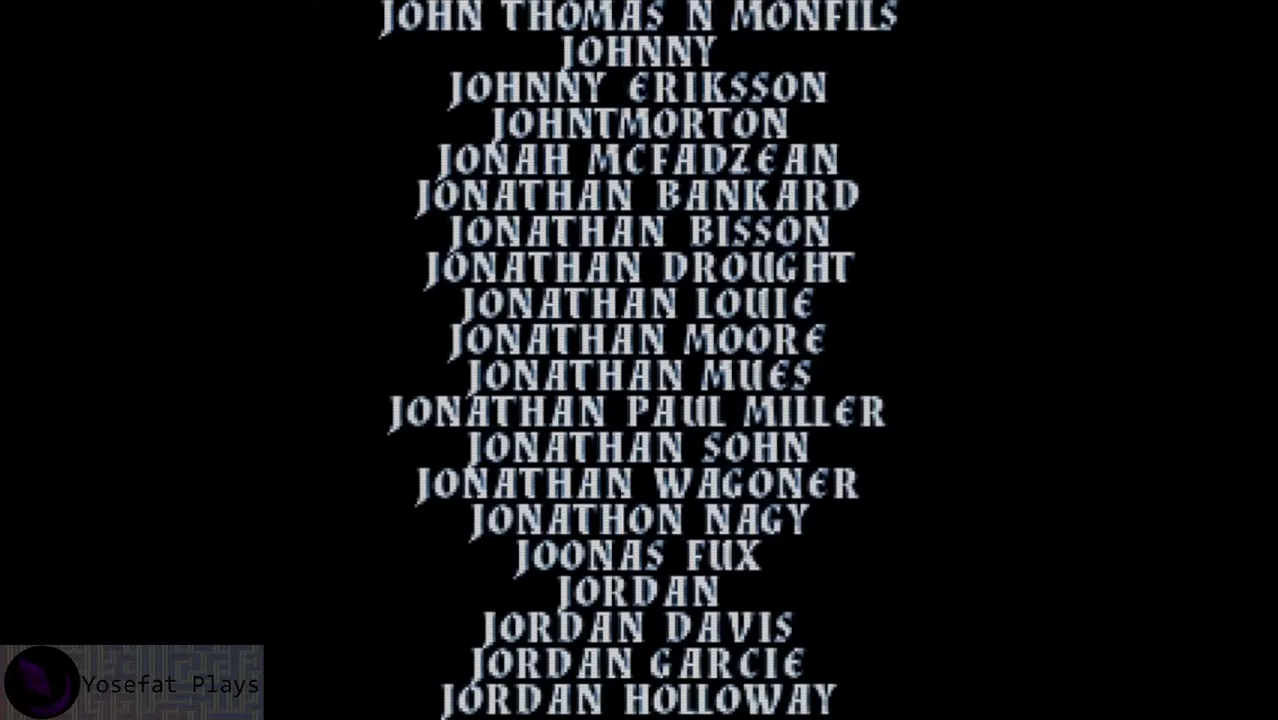 JOHN THOMAS N MONFILS
JOHNNY
JOHNNY ERIKSSON
JOHNTMORTON
JONAH MCFADZEAN
JONATHAN BANKARD
JONATHAN BISSON
JONATHAN DROUGHT
JONATHAN LOUIE
JONATHAN MOORE
JONATHAN MUES
JONATHAN PAUL MILLER
JONATHAN SOHN
JONATHAN WAGONER
JONATHON NAGY
JOONAS FUX
JORDAN
JORDAN DAVIS
JORDAN GARCIE
JORDAN HOLLOWAY
Yosefat Plays